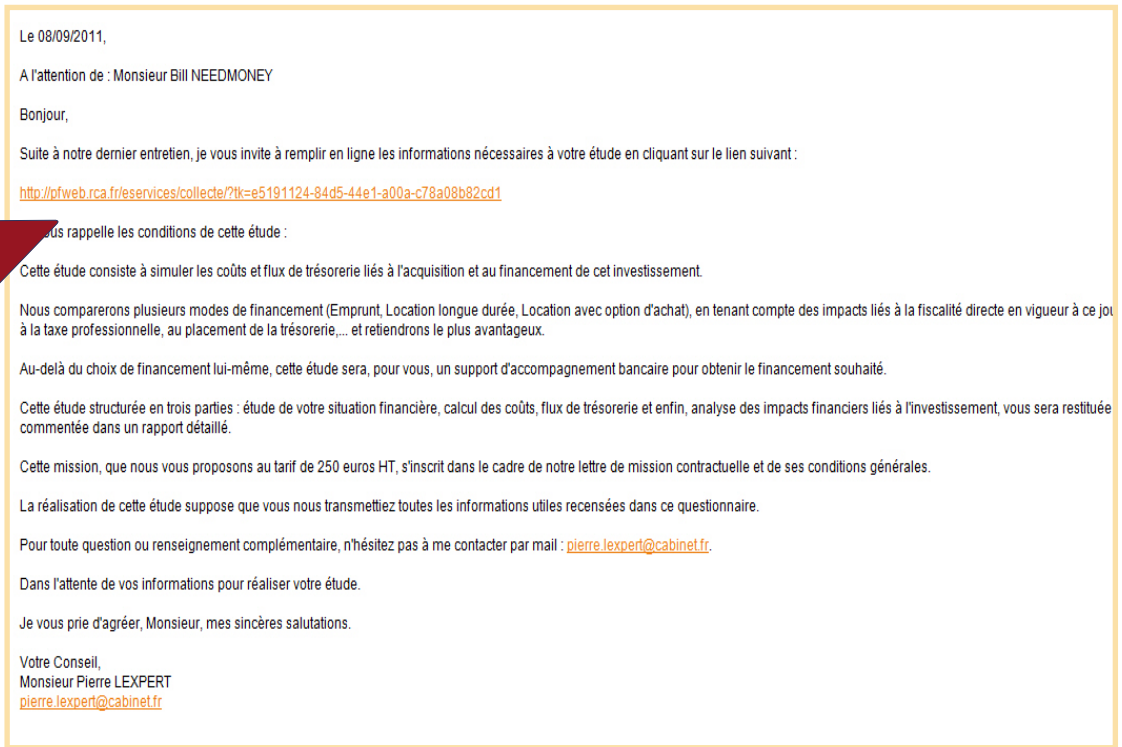 Le 08/09/2011,
A l'attention de : Monsieur Bill NEEDMONEY
Bonjour,
Suite à notre dernier entretien, je vous invite à remplir en ligne les informations nécessaires à votre étude en cliquant sur le lien suivant :
http://pfweb.rca.fr/eservices/collecte/?tk=e5191124-84d5-44e1-a00a-c78a08b82cd1
rappelle les conditions de cette étude :
Cette étude consiste à simuler les coûts et flux de trésorerie liés à l'acquisition et au financement de cet investissement.
Nous comparerons plusieurs modes de financement (Emprunt, Location longue durée, Location avec option d'achat), en tenant compte des impacts liés à la fiscalité directe en vigueur à ce
à la taxe professionnelle, au placement de la trésorerie,... et retiendrons le plus avantageux.
Au-delà du choix de financement lui-même, cette étude sera, pour vous, un support d'accompagnement bancaire pour obtenir le financement souhaité.
Cette étude structurée en trois parties : étude de votre situation financière, calcul des coûts, flux de trésorerie et enfin, analyse des impacts financiers liés à l'investissement, vous sera restituée
commentée dans un rapport détaillé.
Cette mission, que nous vous proposons au tarif de 250 euros HT, s'inscrit dans le cadre de notre lettre de mission contractuelle et de ses conditions générales.
La réalisation de cette étude suppose que vous nous transmettiez toutes les informations utiles recensées dans ce questionnaire.
Pour toute question ou renseignement complémentaire, n'hésitez pas à me contacter par mail : pierre.lexpert@cabinet.fr.
Dans l'attente de vos informations pour réaliser votre étude.
Je vous prie d'agréer, Monsieur, mes sincères salutations.
Votre Conseil,
Monsieur Pierre LEXPERT
pierre.lexpert@cabinet.fr